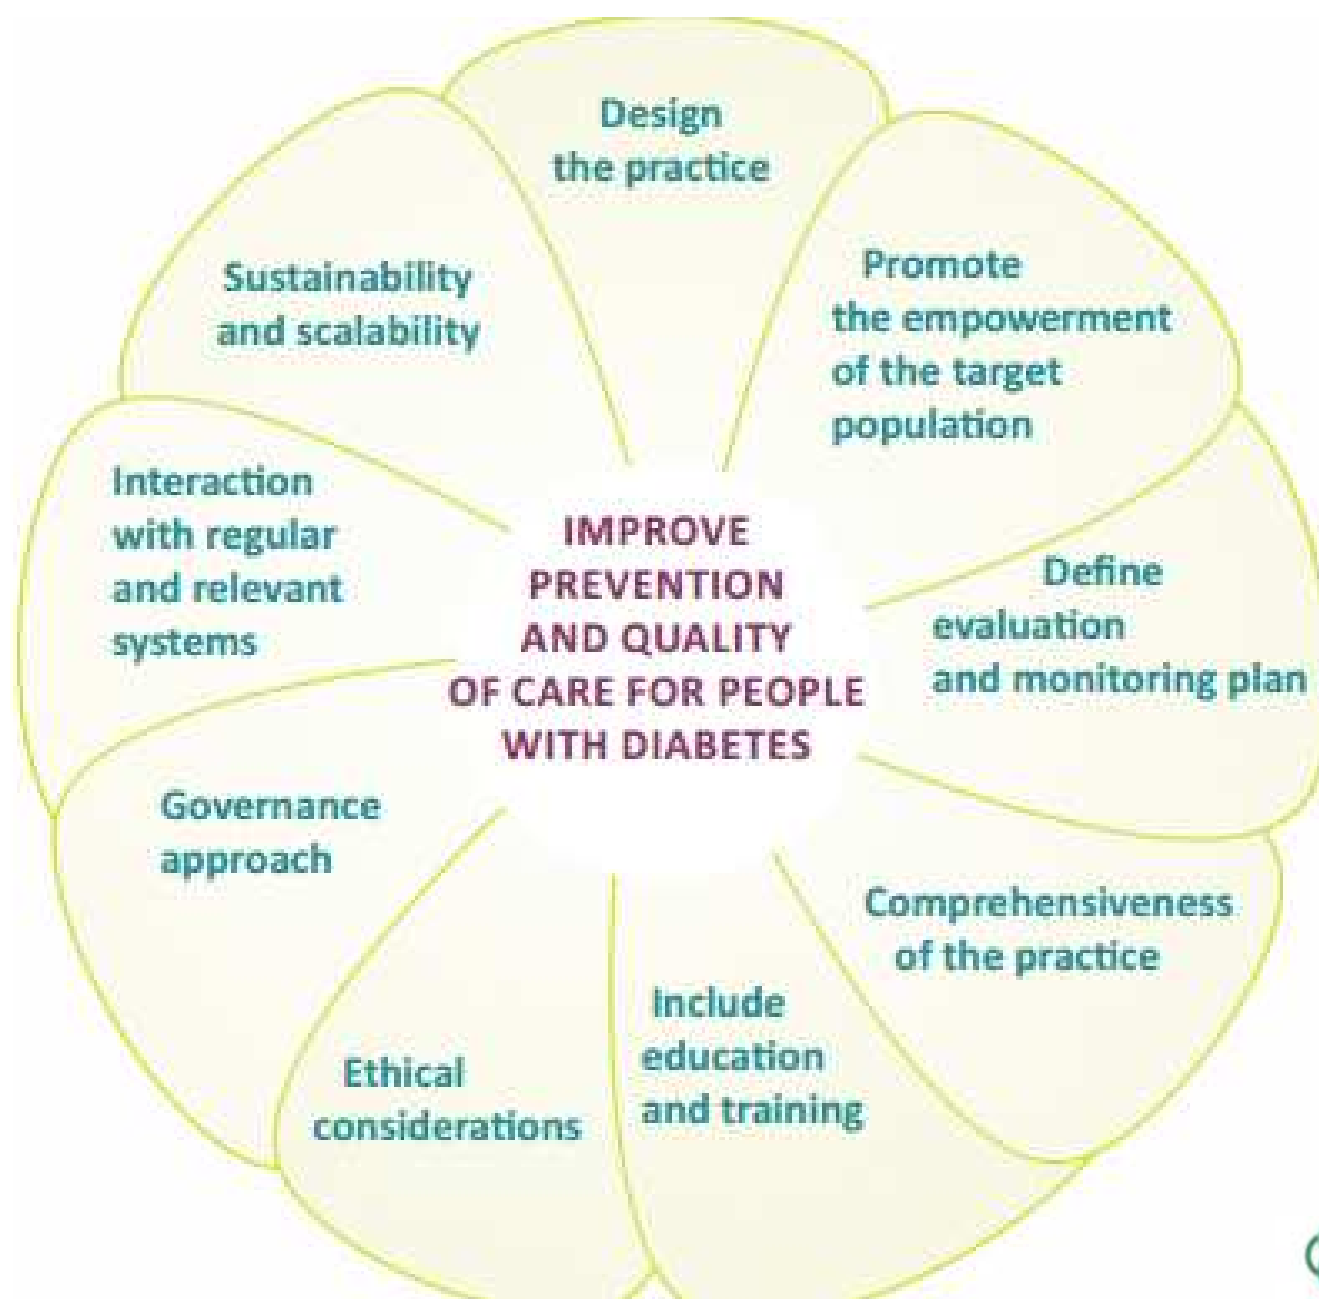 Design
the practice
Promote
the empowerment
of the target
population
Define
evaluation
and monitoring plan
Comprehensiveness
of the practice
Include
education
and training
Ethical
considerations
Governance
approach
Interaction
with regular
and relevant
systems
Sustainability
and scalability
IMPROVE
PREVENTION
AND QUALITY
OF CARE FOR PEOPLE
WITH DIABETES